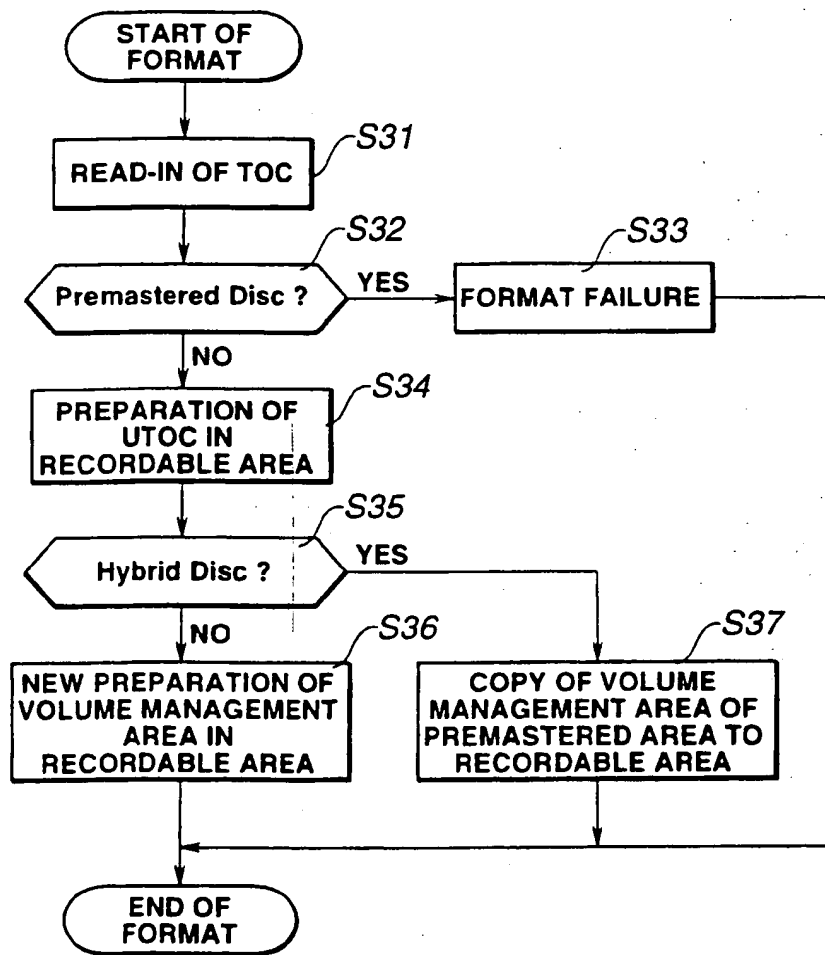 START OF
FORMAT
S31
READ-IN OF TOC
S32
Premastered Disc ?
YES
S33
FORMAT FAILURE
NO
S34
PREPARATION OF
UTOC IN
RECORDABLE AREA
S35
Hybrid Disc ?
YES
NO
S36
NEW PREPARATION OF
VOLUME MANAGEMENT
AREA IN
RECORDABLE AREA
S37
COPY OF VOLUME
MANAGEMENT AREA OF
PREMASTERED AREA TO
RECORDABLE AREA
END OF
FORMAT